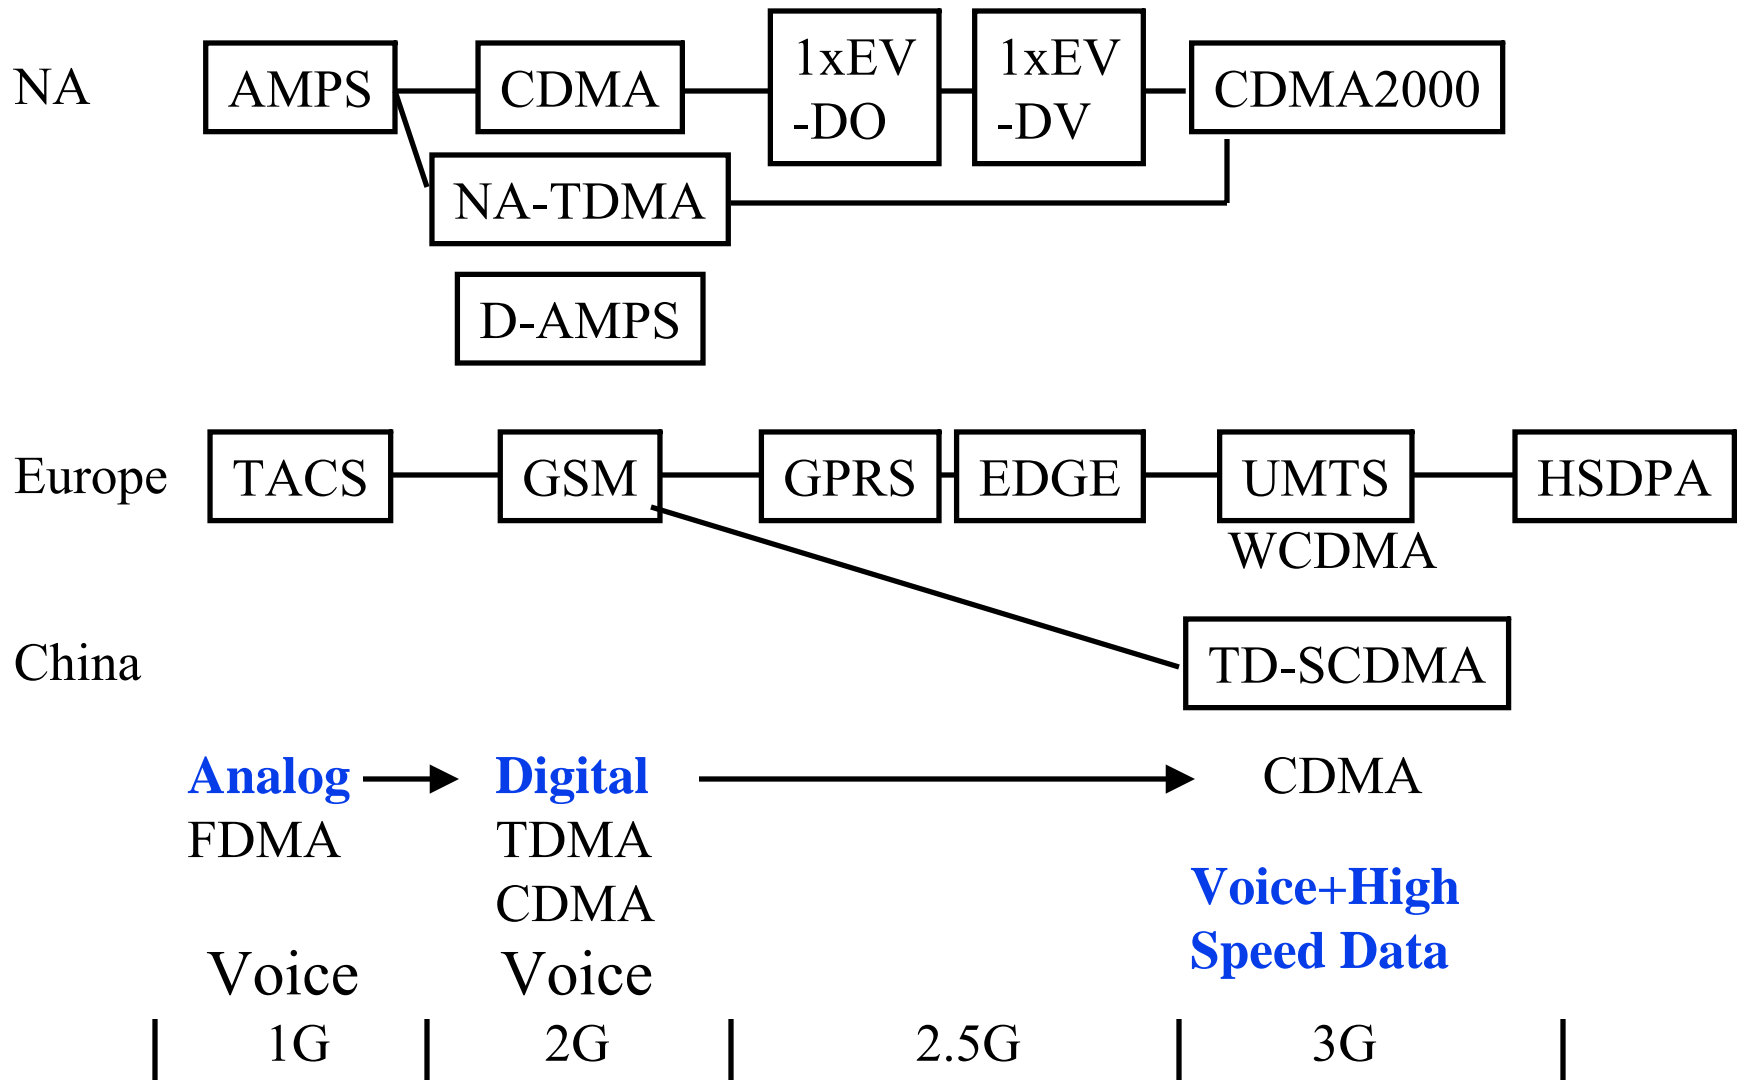 NA
AMPS
CDMA
1xEV
-DO
1xEV
-DV
CDMA2000
NA-TDMA
D-AMPS
Europe
TACS
GSM
GPRS
EDGE
UMTS
HSDPA
WCDMA
China
TD-SCDMA
Analog
Digital
CDMA
FDMA
TDMA
CDMA
Voice+High
Speed Data
Voice
Voice
1G
2G
2.5G
3G